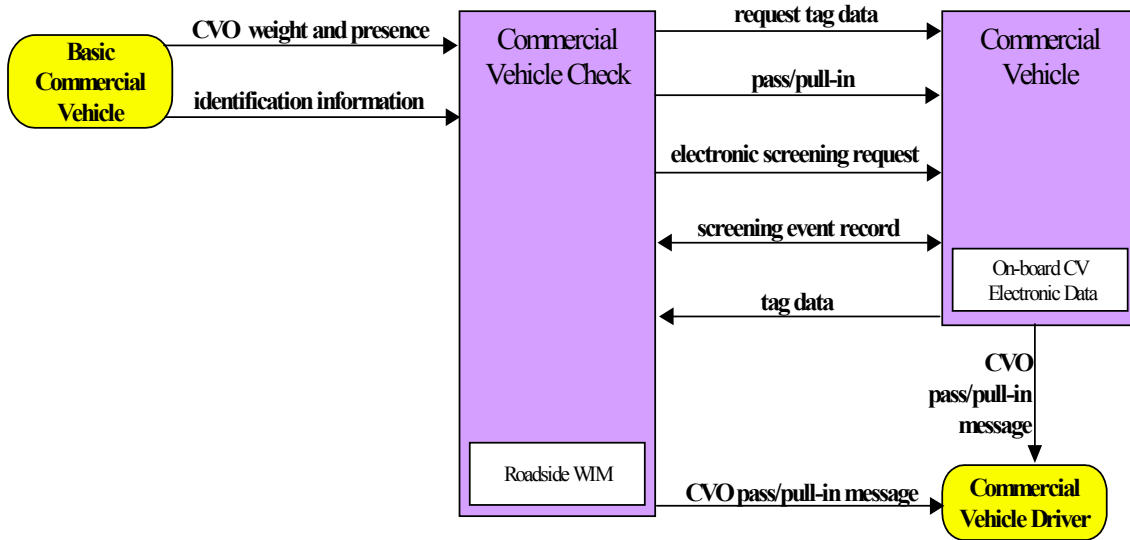 Basic
Commercial
Vehicle
CVO weight and presence
identification information
Commercial
Vehicle Check
Roadside WIM
request tag data
pass/pull-in
electronic screening request
screening event record
tag data
CVO pass/pull-in message
Commercial
Vehicle
On-board CV
Electronic Data
CVO
pass/pull-in
message
Commercial
Vehicle Driver